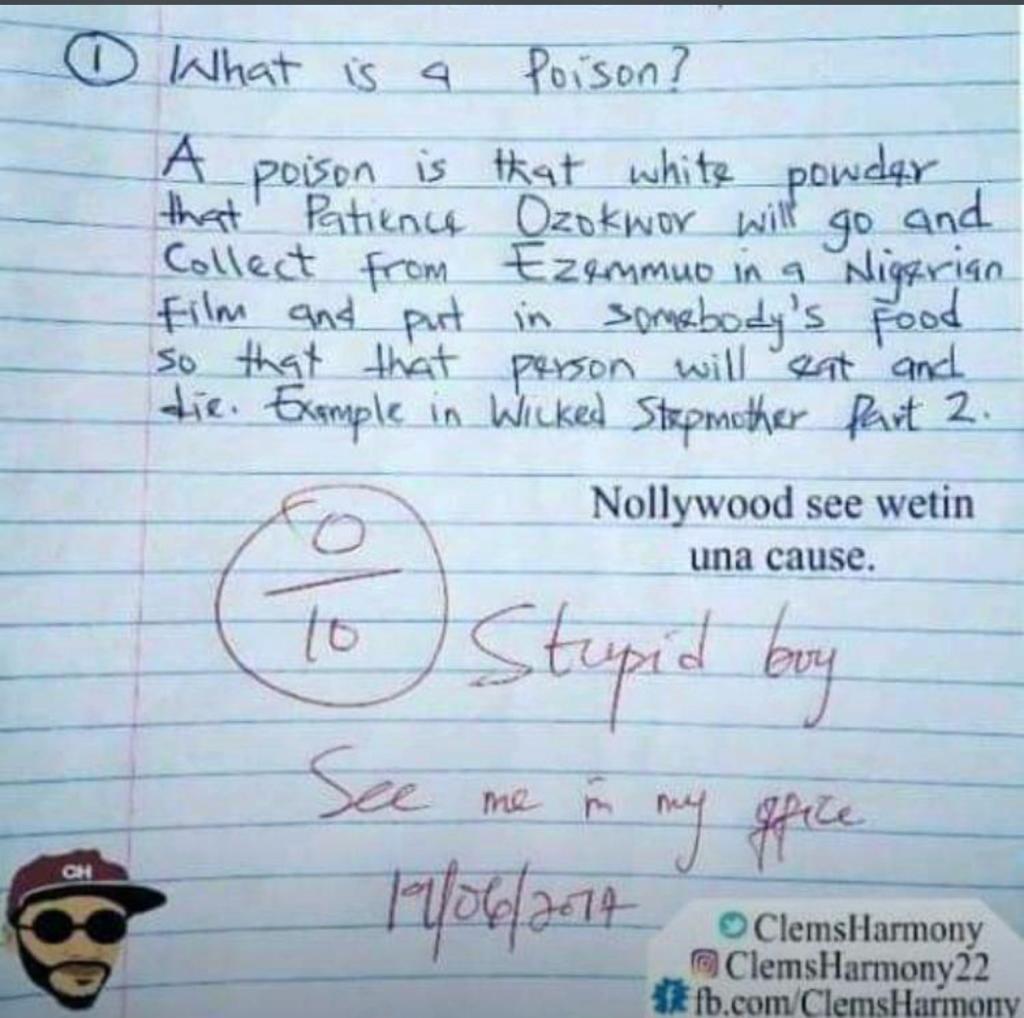 1 What is a Poison?
A poison is that white powder
that Patience Ozokwor will go and
Collect from Ezemmuo in a Nigerian
film and put in somebody's Food
so that that person will eat and
die. Example in Wicked Stepmother Part 2.
0
10
Nollywood see wetin
una cause.
Stupid boy
See me in my office
19/06/2014
CH
ClemsHarmony
ClemsHarmony22
fb.com/ClemsHarmony